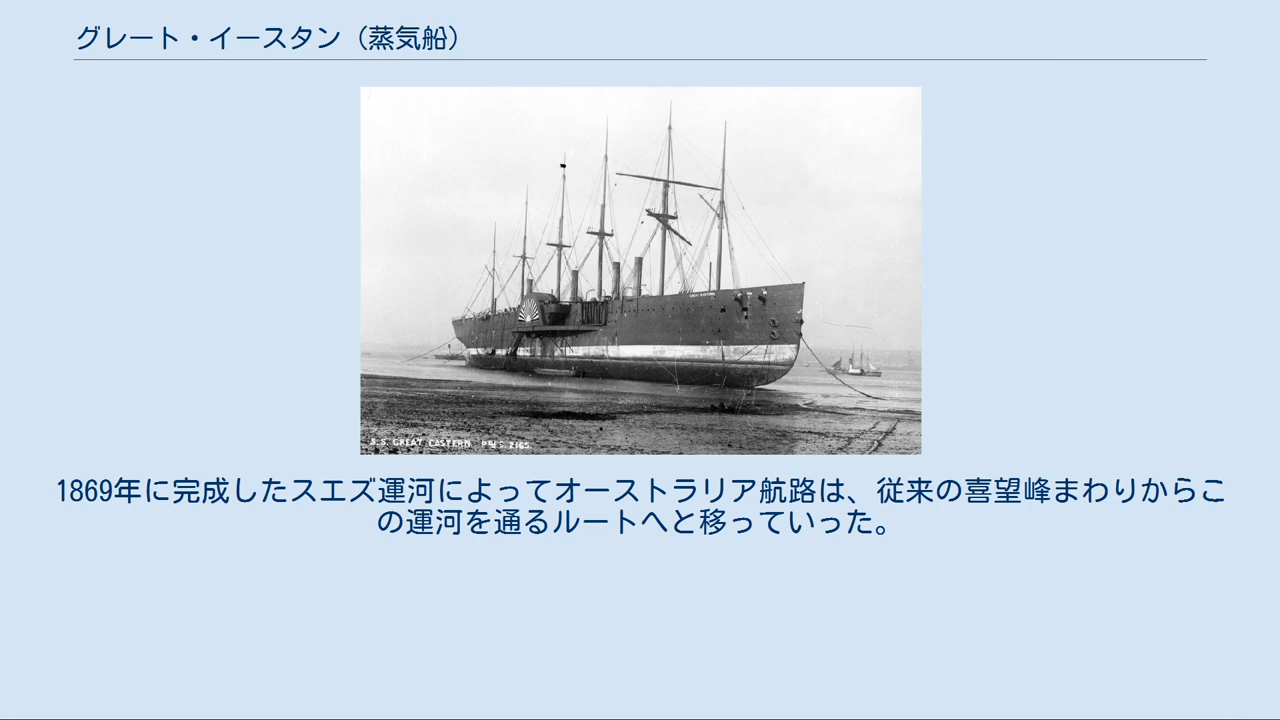 グレート・イースタン（蒸気船）
S.S. GREAT EASTERN. P.&S. 2165.
1869年に完成したスエズ運河によってオーストラリア航路は、従来の喜望峰まわりからこ
の運河を通るルートへと移っていった。